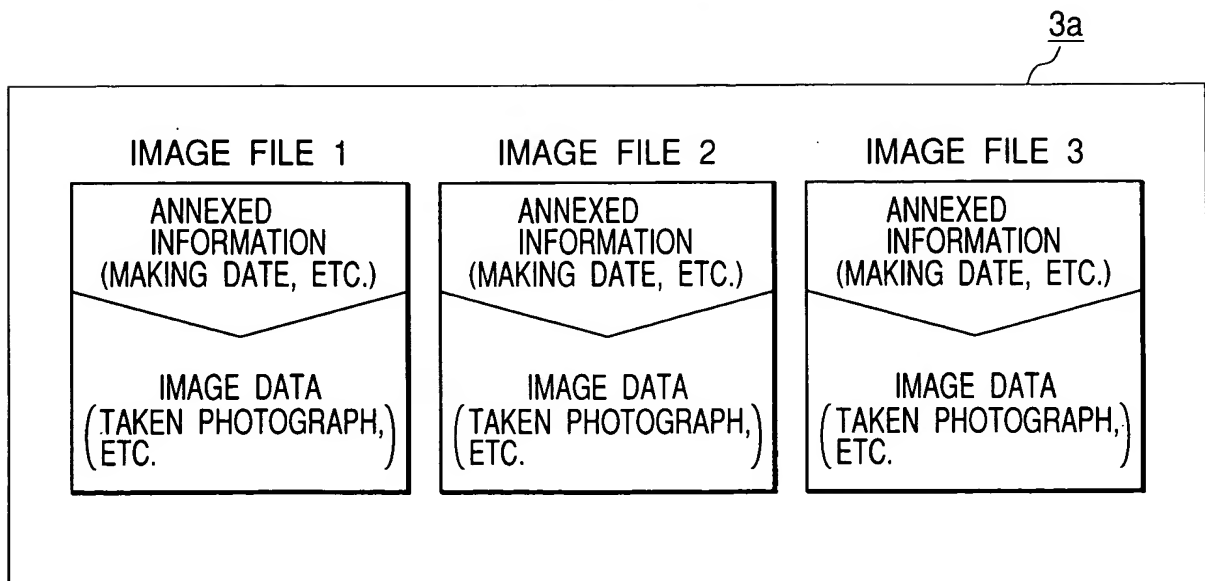 3a
IMAGE FILE 1
ANNEXED
INFORMATION
(MAKING DATE, ETC.)
IMAGE DATA
(TAKEN PHOTOGRAPH,
ETC.)
IMAGE FILE 2
ANNEXED
INFORMATION
(MAKING DATE, ETC.)
IMAGE DATA
(TAKEN PHOTOGRAPH,
ETC.)
IMAGE FILE 3
ANNEXED
INFORMATION
(MAKING DATE, ETC.)
IMAGE DATA
(TAKEN PHOTOGRAPH,
ETC.)